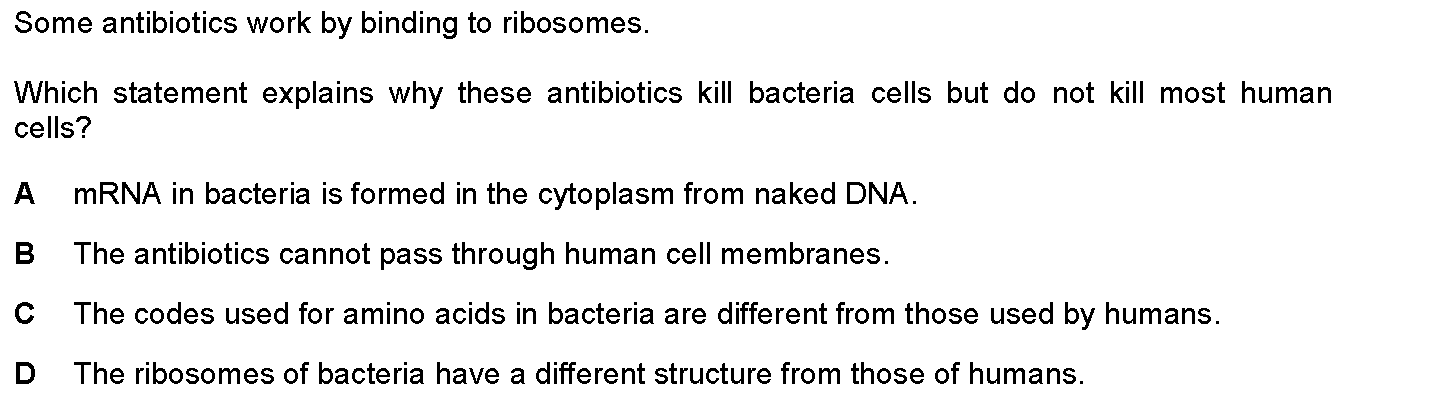 Some antibiotics work by binding to ribosomes.
Which statement explains why these antibiotics kill bacteria cells but do not kill most human
cells?
A mRNA in bacteria is formed in the cytoplasm from naked DNA.
B The antibiotics cannot pass through human cell membranes.
C The codes used for amino acids in bacteria are different from those used by humans.
D The ribosomes of bacteria have a different structure from those of humans.